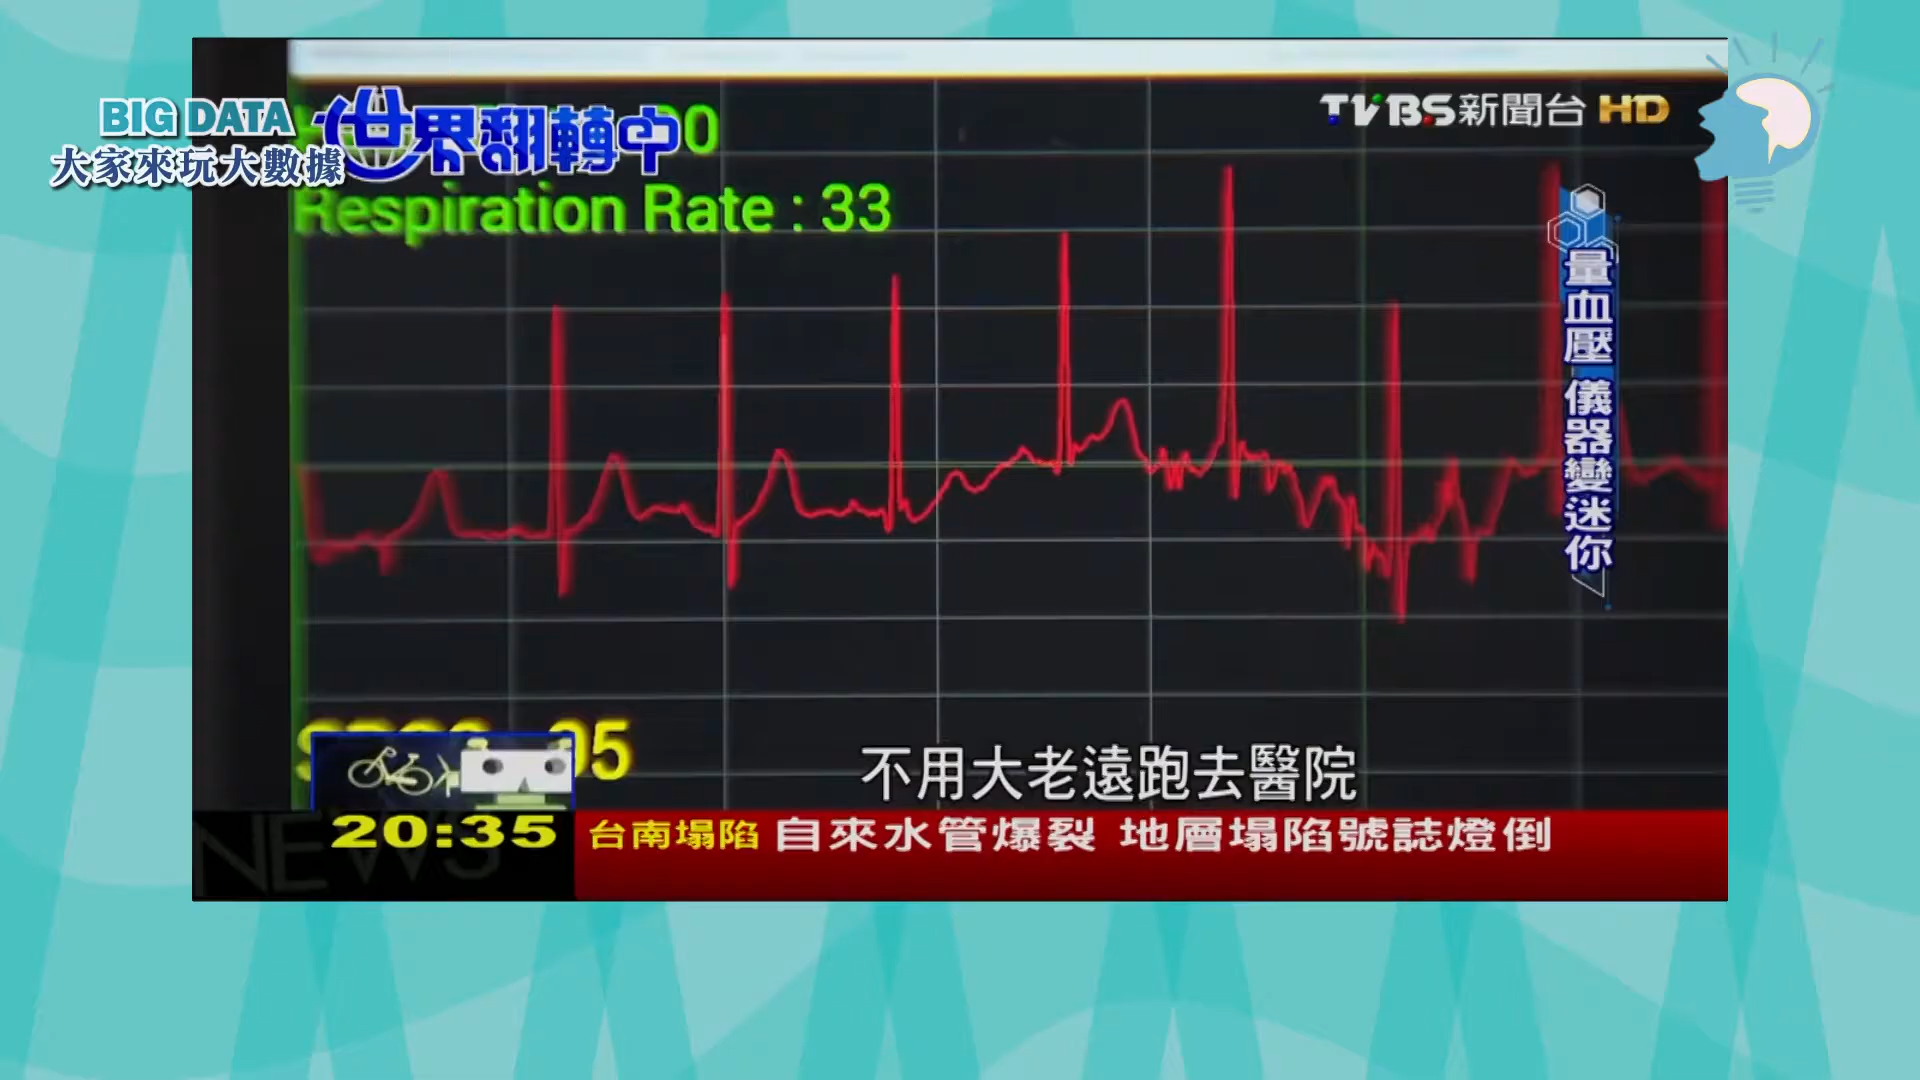 BIG DATA
大家來玩大數據
世界翻轉中
TVBS新聞台 HD
Respiration Rate : 33
量血壓 儀器變迷你
不用大老遠跑去醫院
20:35
台南塌陷 自來水管爆裂 地層塌陷號誌燈倒
NEWS